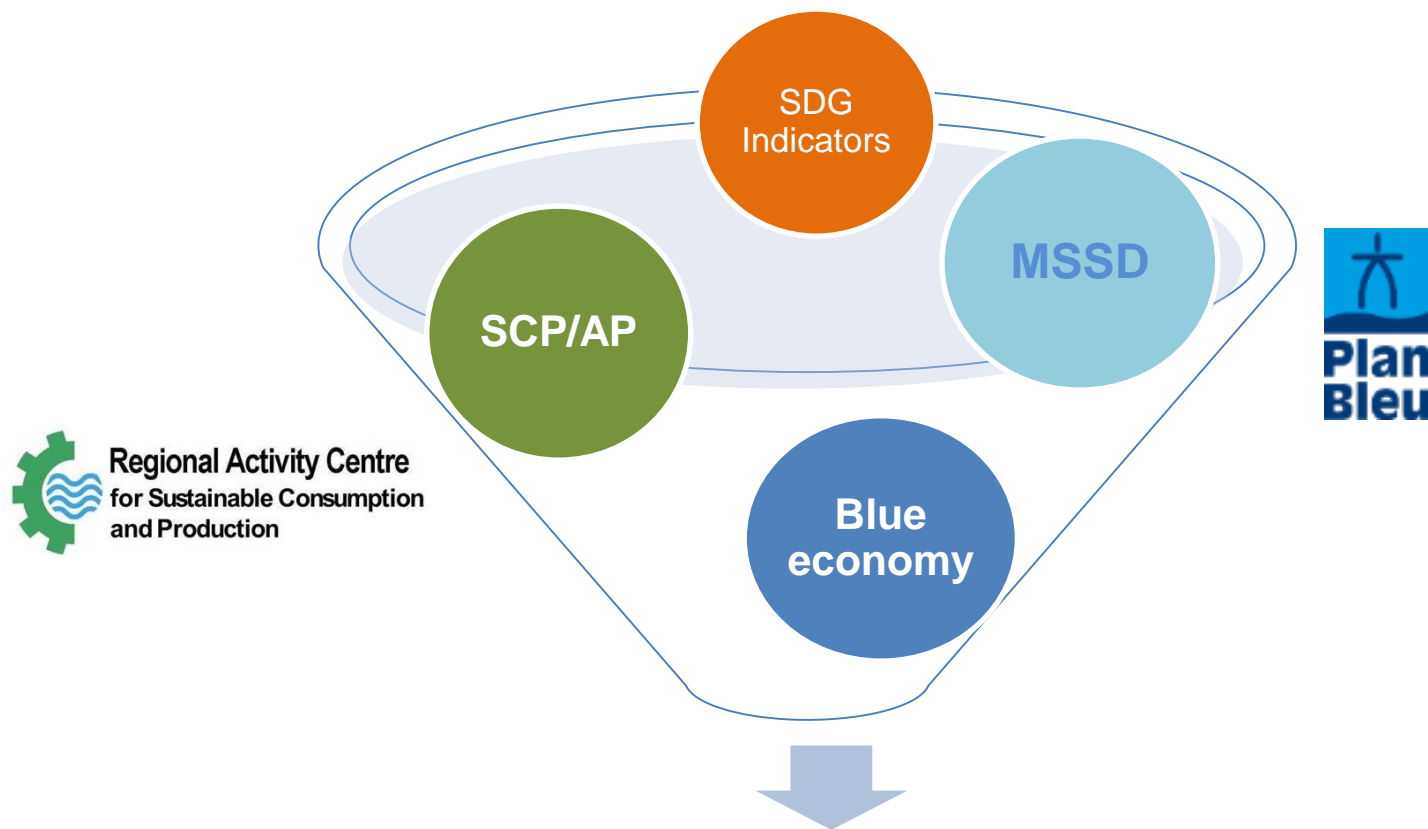 SDG
Indicators
MSSD
SCP/AP
Plan
Bleu
Regional Activity Centre
for Sustainable Consumption
and Production
Blue
economy